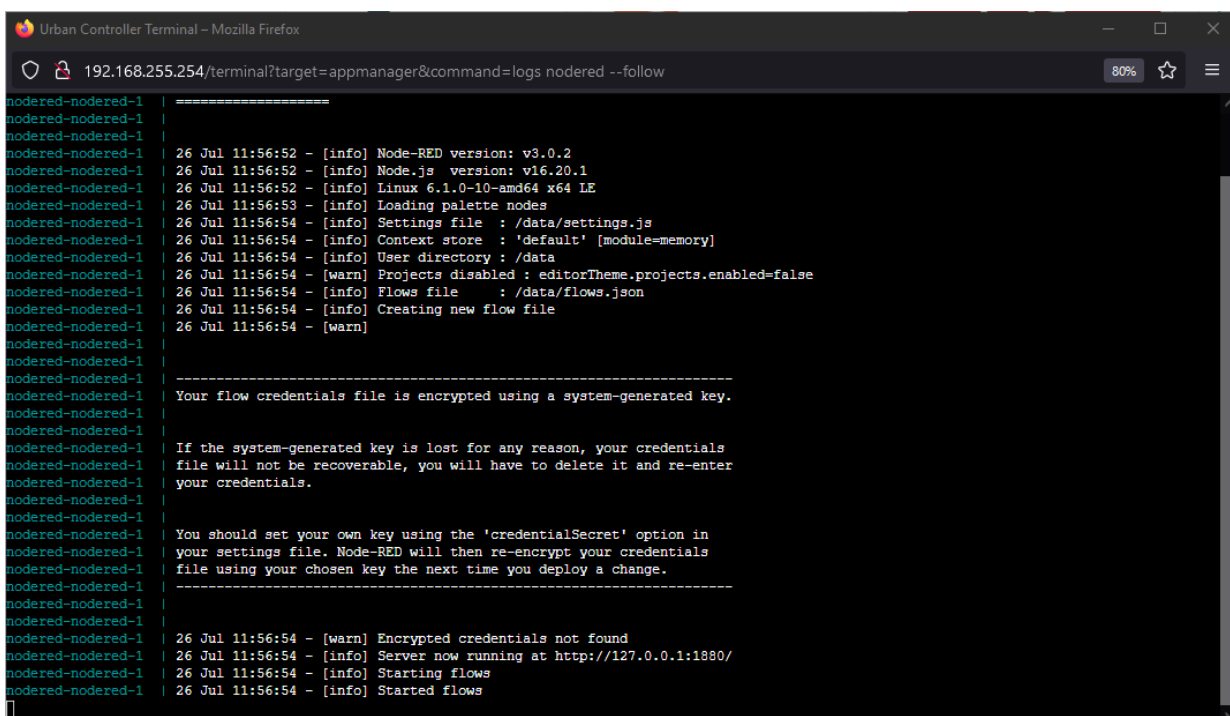 Urban Controller Terminal – Mozilla Firefox
192.168.255.254/terminal?target=appmanager&command=logs nodered --follow 80%
nodered-nodered-1 | ===================
nodered-nodered-1 |
nodered-nodered-1 |
nodered-nodered-1 | 26 Jul 11:56:52 - [info] Node-RED version: v3.0.2
nodered-nodered-1 | 26 Jul 11:56:52 - [info] Node.js  version: v16.20.1
nodered-nodered-1 | 26 Jul 11:56:52 - [info] Linux 6.1.0-10-amd64 x64 LE
nodered-nodered-1 | 26 Jul 11:56:53 - [info] Loading palette nodes
nodered-nodered-1 | 26 Jul 11:56:54 - [info] Settings file  : /data/settings.js
nodered-nodered-1 | 26 Jul 11:56:54 - [info] Context store  : 'default' [module=memory]
nodered-nodered-1 | 26 Jul 11:56:54 - [info] User directory : /data
nodered-nodered-1 | 26 Jul 11:56:54 - [warn] Projects disabled : editorTheme.projects.enabled=false
nodered-nodered-1 | 26 Jul 11:56:54 - [info] Flows file     : /data/flows.json
nodered-nodered-1 | 26 Jul 11:56:54 - [info] Creating new flow file
nodered-nodered-1 | 26 Jul 11:56:54 - [warn]
nodered-nodered-1 |
nodered-nodered-1 |
nodered-nodered-1 | ---------------------------------------------------------------------
nodered-nodered-1 | Your flow credentials file is encrypted using a system-generated key.
nodered-nodered-1 |
nodered-nodered-1 |
nodered-nodered-1 | If the system-generated key is lost for any reason, your credentials
nodered-nodered-1 | file will not be recoverable, you will have to delete it and re-enter
nodered-nodered-1 | your credentials.
nodered-nodered-1 |
nodered-nodered-1 |
nodered-nodered-1 | You should set your own key using the 'credentialSecret' option in
nodered-nodered-1 | your settings file. Node-RED will then re-encrypt your credentials
nodered-nodered-1 | file using your chosen key the next time you deploy a change.
nodered-nodered-1 | ---------------------------------------------------------------------
nodered-nodered-1 |
nodered-nodered-1 |
nodered-nodered-1 | 26 Jul 11:56:54 - [warn] Encrypted credentials not found
nodered-nodered-1 | 26 Jul 11:56:54 - [info] Server now running at http://127.0.0.1:1880/
nodered-nodered-1 | 26 Jul 11:56:54 - [info] Starting flows
nodered-nodered-1 | 26 Jul 11:56:54 - [info] Started flows